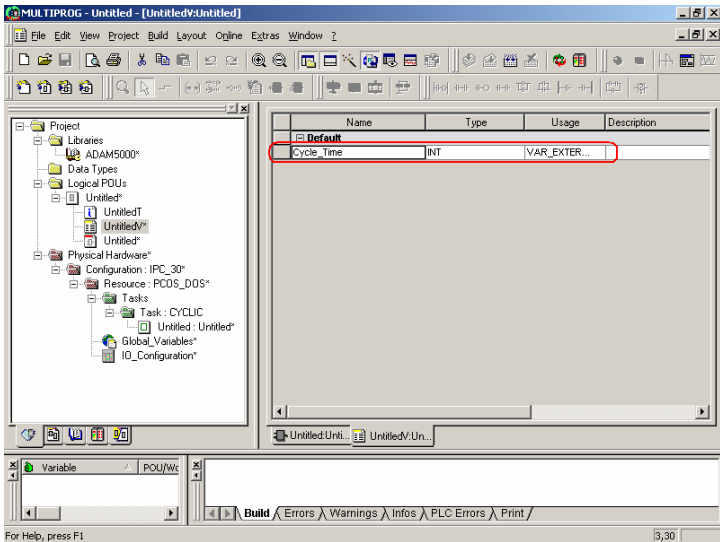 MULTIPROG - Untitled - [UntitledV:Untitled]
File Edit View Project Build Layout Online Extras Window ?
Project
Libraries
ADAM5000*
Data Types
Logical POUs
Untitled*
UntitledT
UntitledV*
Untitled*
Physical Hardware*
Configuration : IPC_30*
Resource : PCOS_DOS*
Tasks
Task : CYCLIC
Untitled : Untitled*
Global_Variables*
IO_Configuration*
Name Type Usage Description
Default
Cycle_Time INT VAR_EXTER...
Untitled:Unti... UntitledV:Un...
Variable POU/Wo
Build Errors Warnings Infos PLC Errors Print
For Help, press F1 3,30